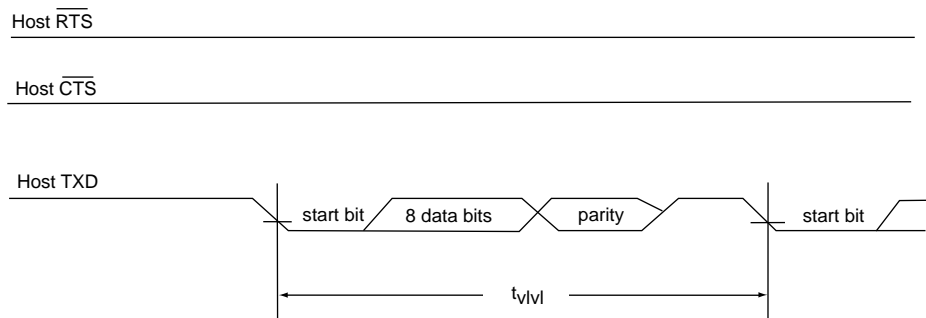 Host RTS
Host CTS
Host TXD
start bit 8 data bits parity start bit
tvlvl